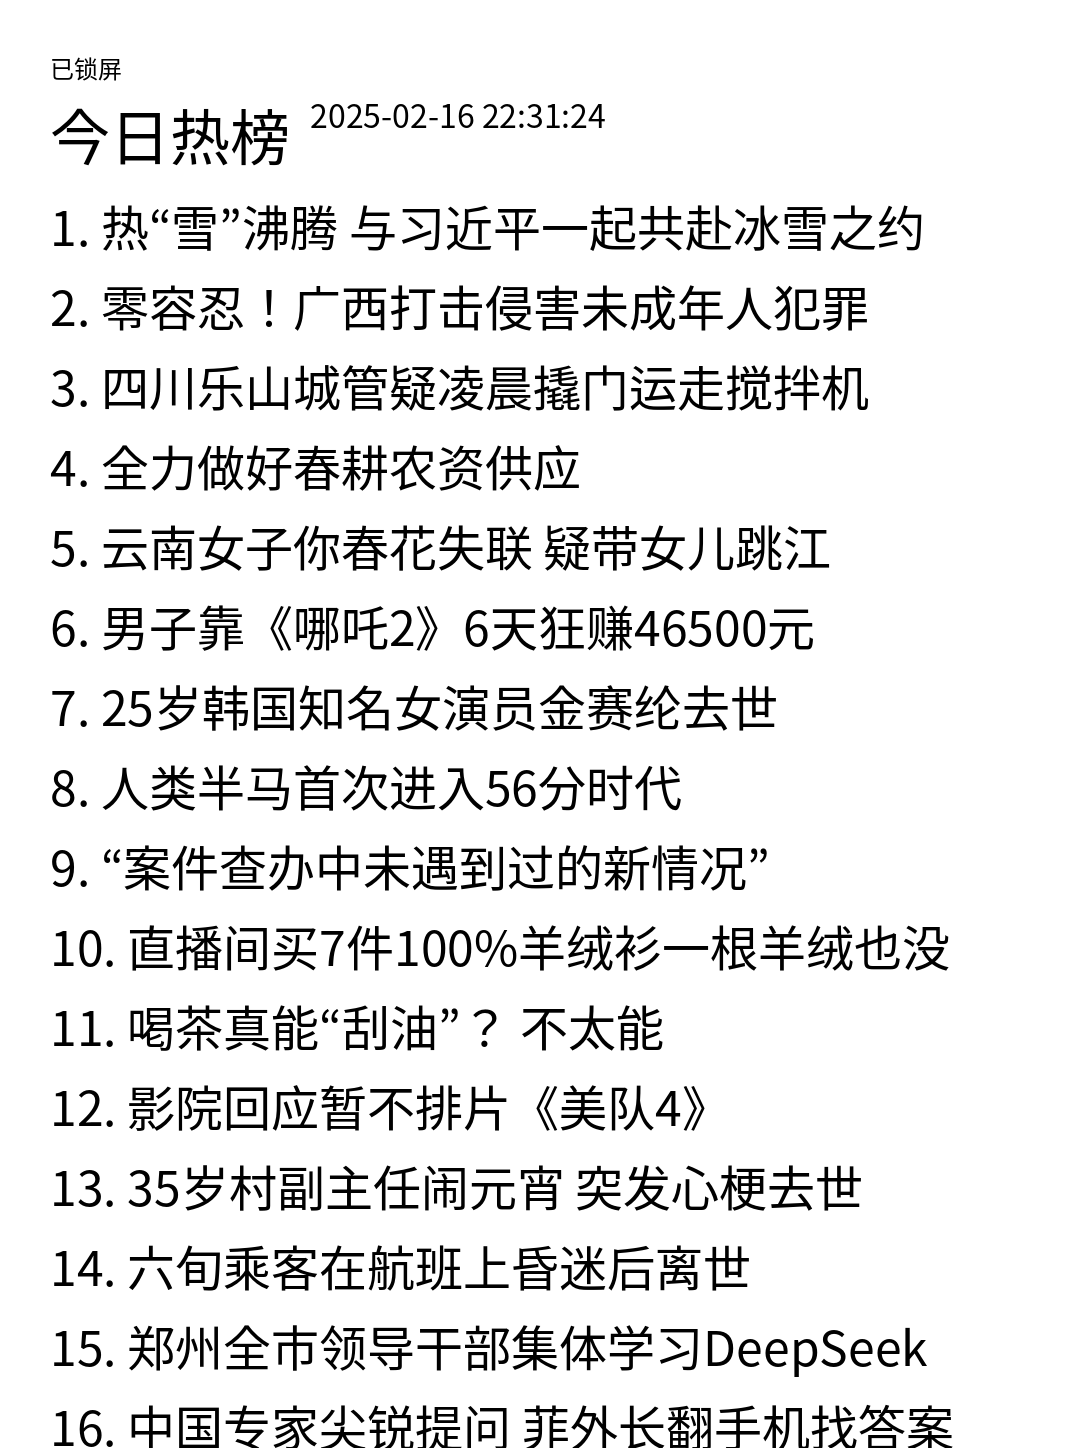 已锁屏
今日热榜 2025-02-16 22:31:24
1. 热“雪”沸腾 与习近平一起共赴冰雪之约
2. 零容忍！广西打击侵害未成年人犯罪
3. 四川乐山城管疑凌晨撬门运走搅拌机
4. 全力做好春耕农资供应
5. 云南女子你春花失联 疑带女儿跳江
6. 男子靠《哪吒2》6天狂赚46500元
7. 25岁韩国知名女演员金赛纶去世
8. 人类半马首次进入56分时代
9. “案件查办中未遇到过的新情况”
10. 直播间买7件100%羊绒衫一根羊绒也没
11. 喝茶真能“刮油”？ 不太能
12. 影院回应暂不排片《美队4》
13. 35岁村副主任闹元宵 突发心梗去世
14. 六旬乘客在航班上昏迷后离世
15. 郑州全市领导干部集体学习DeepSeek
16. 中国专家尖锐提问 菲外长翻手机找答案